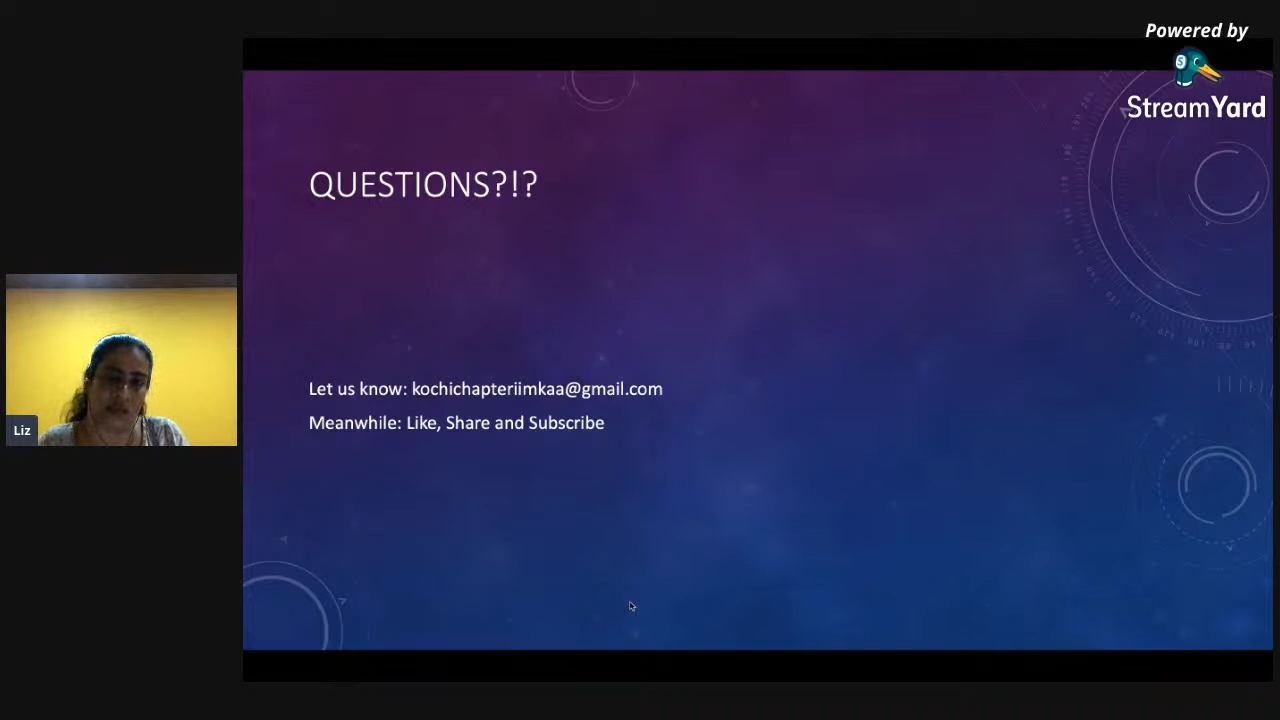 Powered by
StreamYard
QUESTIONS?!?
Let us know: kochichapteriimkaa@gmail.com
Meanwhile: Like, Share and Subscribe
Liz